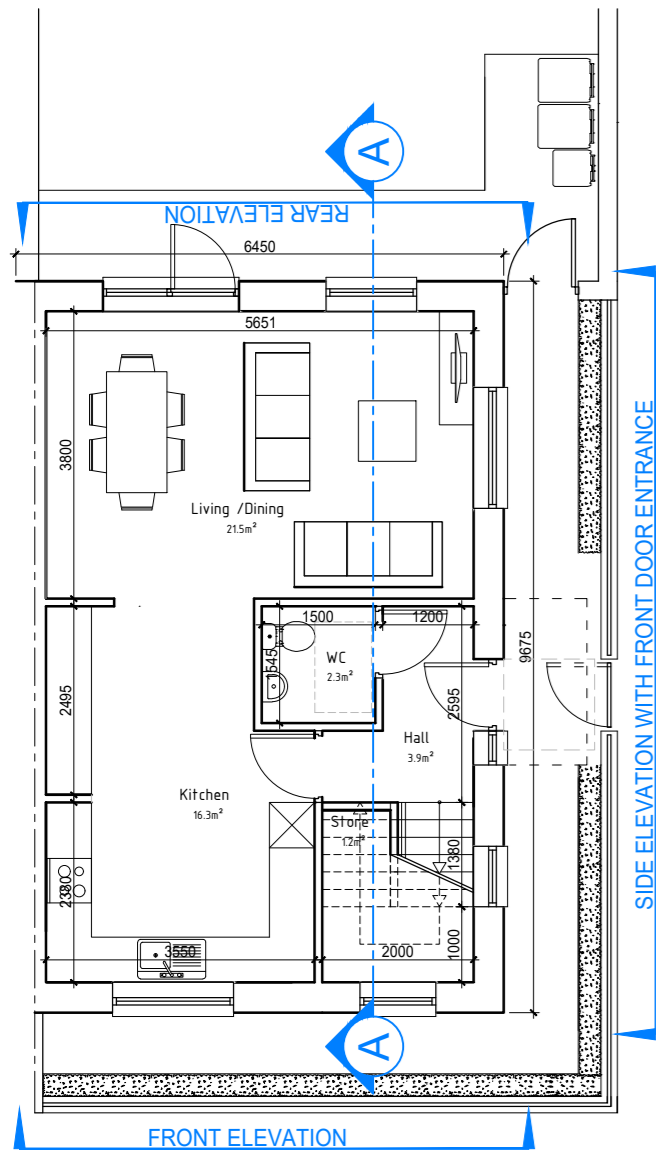 A
REAR ELEVATION
6450
5651
3800
Living /Dining
21.5m²
1500
1200
9675
WC
2.3m²
1545
2495
2595
Hall
3.9m²
Kitchen
16.3m²
Store
1.2m²
1380
2380
3550
2000
1000
SIDE ELEVATION WITH FRONT DOOR ENTRANCE
A
FRONT ELEVATION